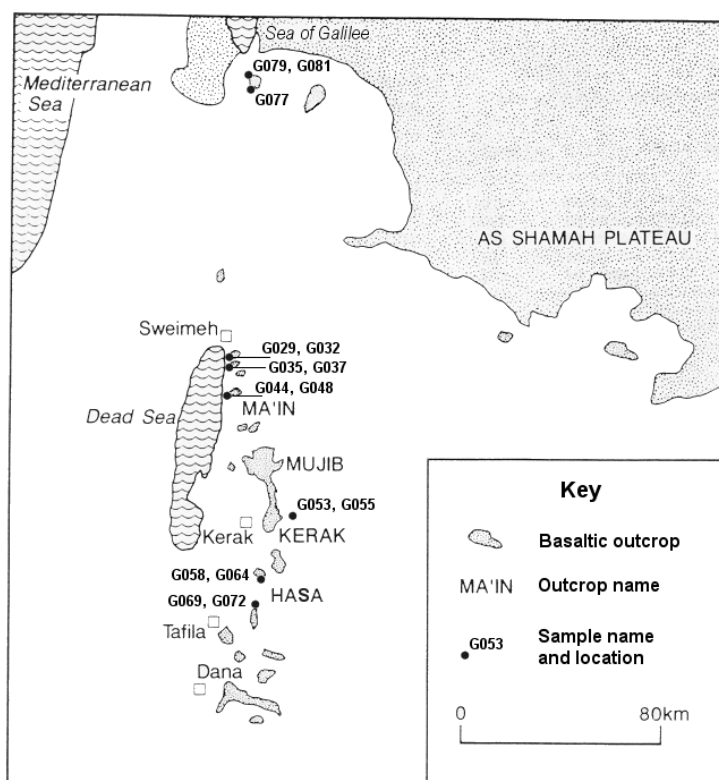 Sea of Galilee
Mediterranean
Sea
G079, G081
G077
AS SHAMAH PLATEAU
Sweimeh
G029, G032
G035, G037
G044, G048
MA'IN
Dead Sea
MUJIB
G053, G055
Kerak
KERAK
G058, G064
HASA
G069, G072
Tafila
Dana
Key
Basaltic outcrop
MA'IN
Outcrop name
G053
Sample name
and location
0
80km